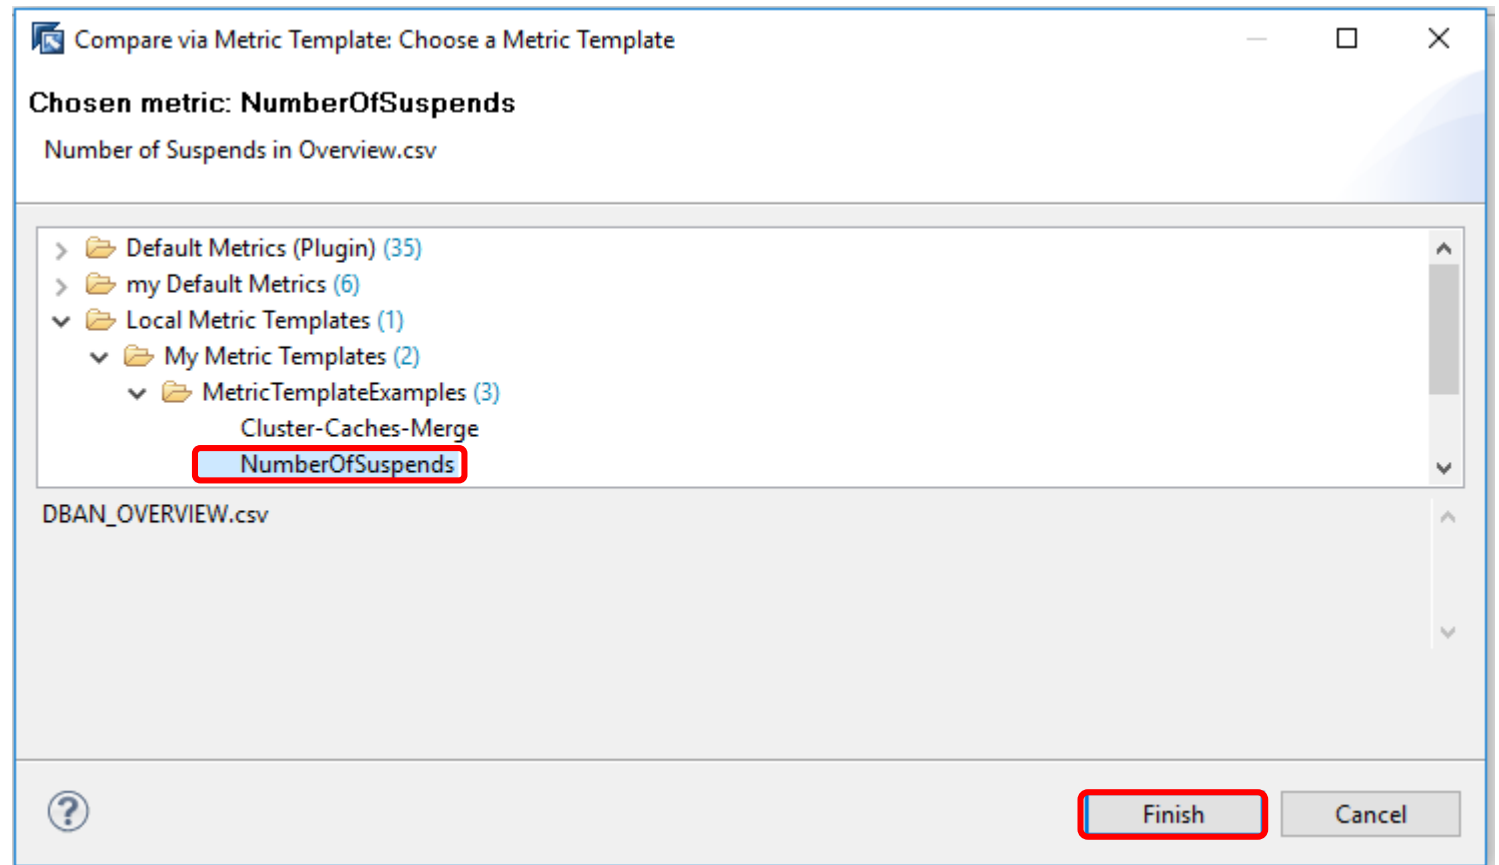 Compare via Metric Template: Choose a Metric Template
Chosen metric: NumberOfSuspends
Number of Suspends in Overview.csv
Default Metrics (Plugin) (35)
my Default Metrics (6)
Local Metric Templates (1)
My Metric Templates (2)
MetricTemplateExamples (3)
Cluster-Caches-Merge
NumberOfSuspends
DBAN_OVERVIEW.csv
?
Finish
Cancel